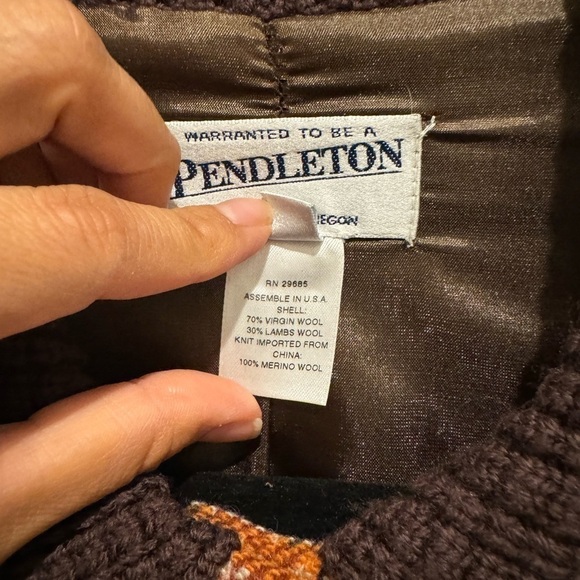 WARRANTED TO BE A
PENDLETON
RN 29685
ASSEMBLE IN U.S.A.
SHELL:
70% VIRGIN WOOL
30% LAMBS WOOL
KNIT IMPORTED FROM
CHINA:
100% MERINO WOOL